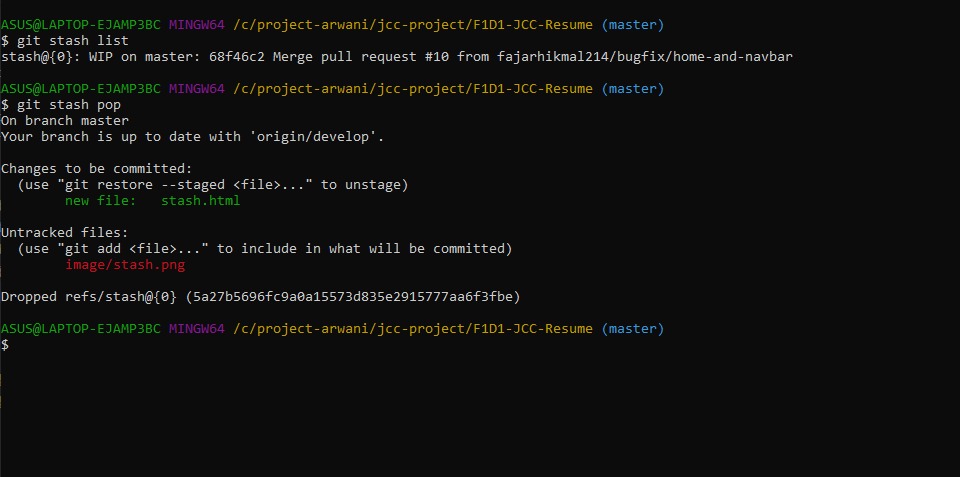 ASUS@LAPTOP-EJAMP3BC MINGW64 /c/project-arwani/jcc-project/F1D1-JCC-Resume (master)
$ git stash list
stash@{0}: WIP on master: 68f46c2 Merge pull request #10 from fajarhikmal214/bugfix/home-and-navbar
ASUS@LAPTOP-EJAMP3BC MINGW64 /c/project-arwani/jcc-project/F1D1-JCC-Resume (master)
$ git stash pop
On branch master
Your branch is up to date with 'origin/develop'.
Changes to be committed:
  (use "git restore --staged <file>..." to unstage)
        new file:   stash.html
Untracked files:
  (use "git add <file>..." to include in what will be committed)
        image/stash.png
Dropped refs/stash@{0} (5a27b5696fc9a0a15573d835e2915777aa6f3fbe)
ASUS@LAPTOP-EJAMP3BC MINGW64 /c/project-arwani/jcc-project/F1D1-JCC-Resume (master)
$